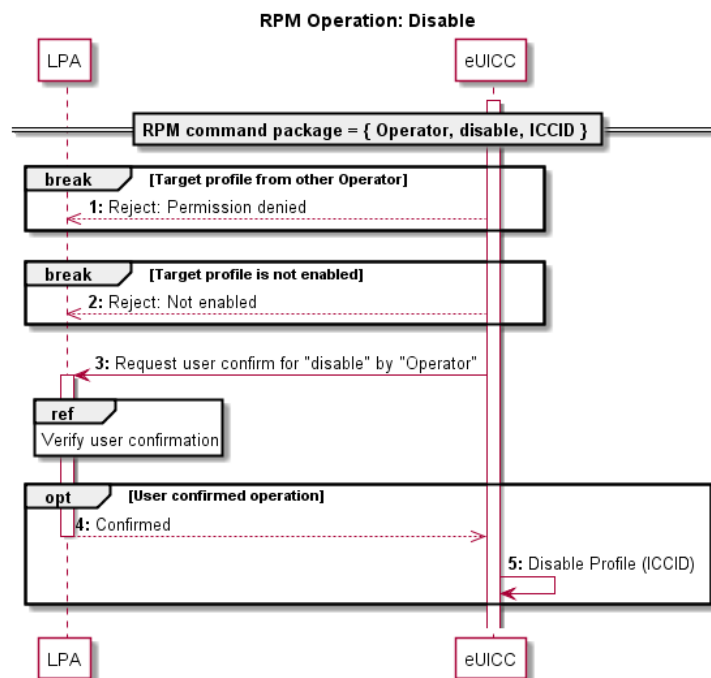 RPM Operation: Disable
LPA
eUICC
RPM command package = { Operator, disable, ICCID }
break [Target profile from other Operator]
1: Reject: Permission denied
break [Target profile is not enabled]
2: Reject: Not enabled
3: Request user confirm for "disable" by "Operator"
ref
Verify user confirmation
opt [User confirmed operation]
4: Confirmed
5: Disable Profile (ICCID)
LPA
eUICC